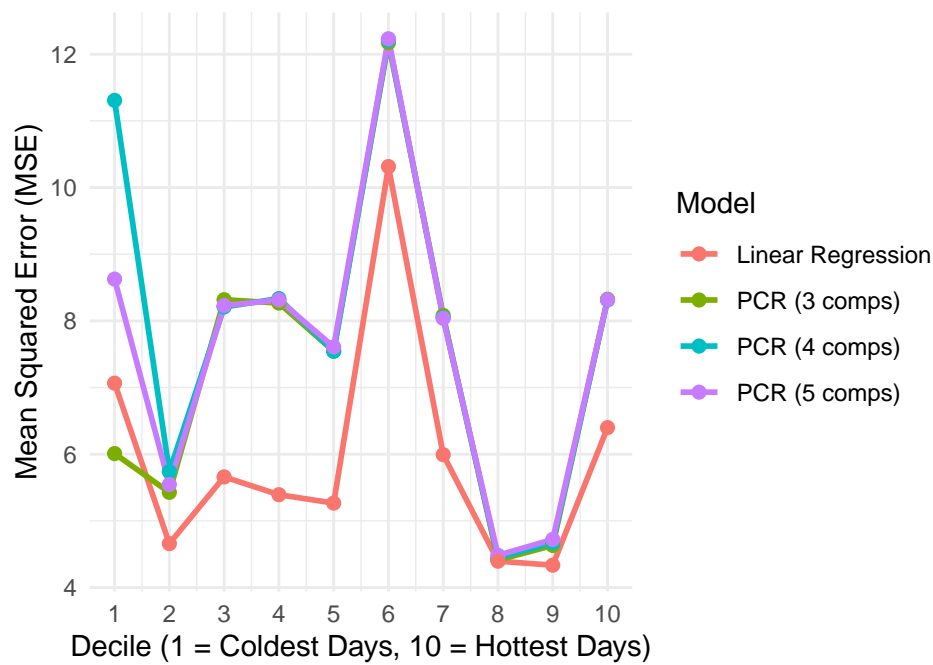 Mean Squared Error (MSE)
12
10
8
6
4
1 2 3 4 5 6 7 8 9 10
Decile (1 = Coldest Days, 10 = Hottest Days)
Model
Linear Regression
PCR (3 comps)
PCR (4 comps)
PCR (5 comps)